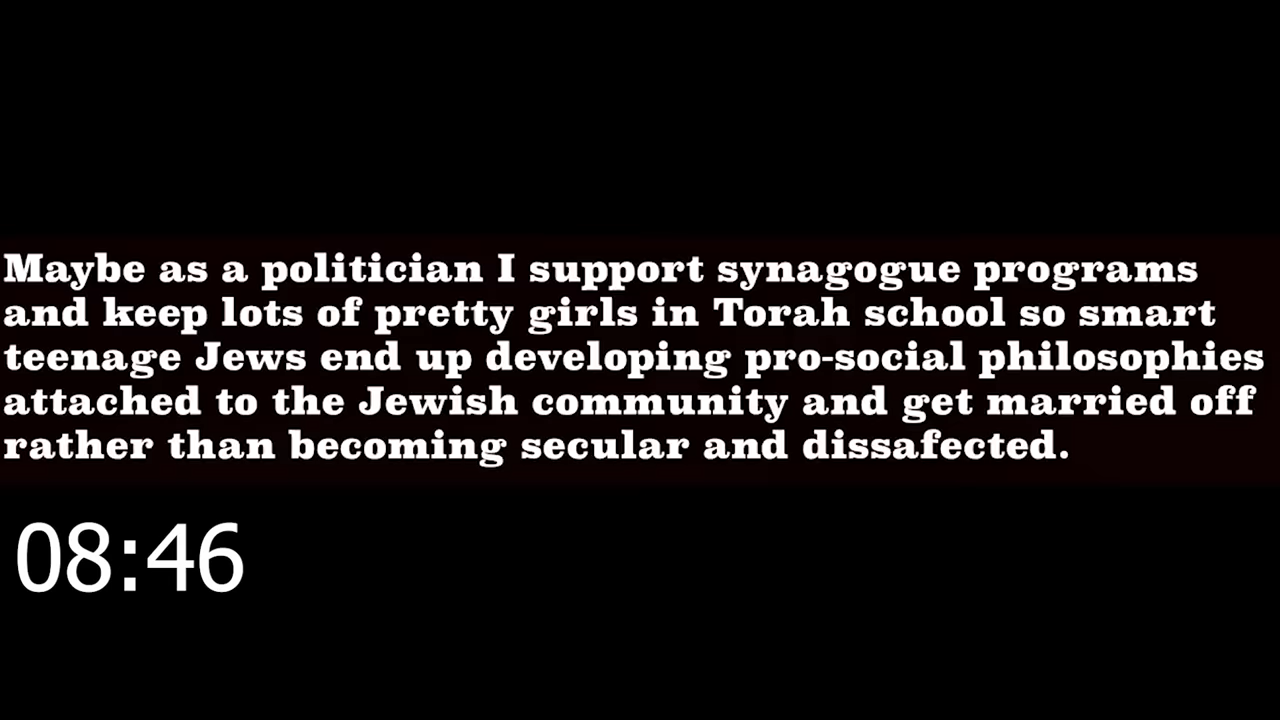 Maybe as a politician I support synagogue programs
and keep lots of pretty girls in Torah school so smart
teenage Jews end up developing pro-social philosophies
attached to the Jewish community and get married off
rather than becoming secular and dissafected.
08:46